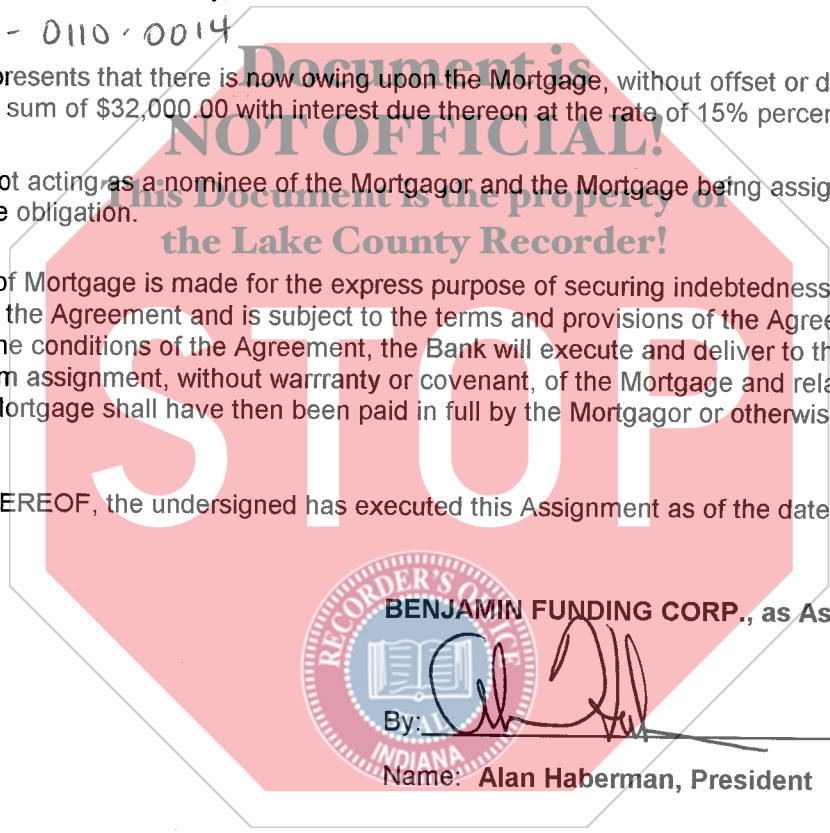 - 0110-0014
Document is
presents that there is now owing upon the Mortgage, without offset or d
sum of $32,000.00 with interest due thereon at the rate of 15% percen
NOT OFFICIAL!
ot acting as a nominee of the Mortgagor and the Mortgage being assig
This Document is the property of
e obligation.
the Lake County Recorder!
of Mortgage is made for the express purpose of securing indebtedness
the Agreement and is subject to the terms and provisions of the Agree
ne conditions of the Agreement, the Bank will execute and deliver to th
m assignment, without warrranty or covenant, of the Mortgage and rela
Mortgage shall have then been paid in full by the Mortgagor or otherwis
STOP
EREOF, the undersigned has executed this Assignment as of the date
RECORDER'S OFFICE
BENJAMIN FUNDING CORP., as As
By:
SEAL
INDIANA
Name: Alan Haberman, President